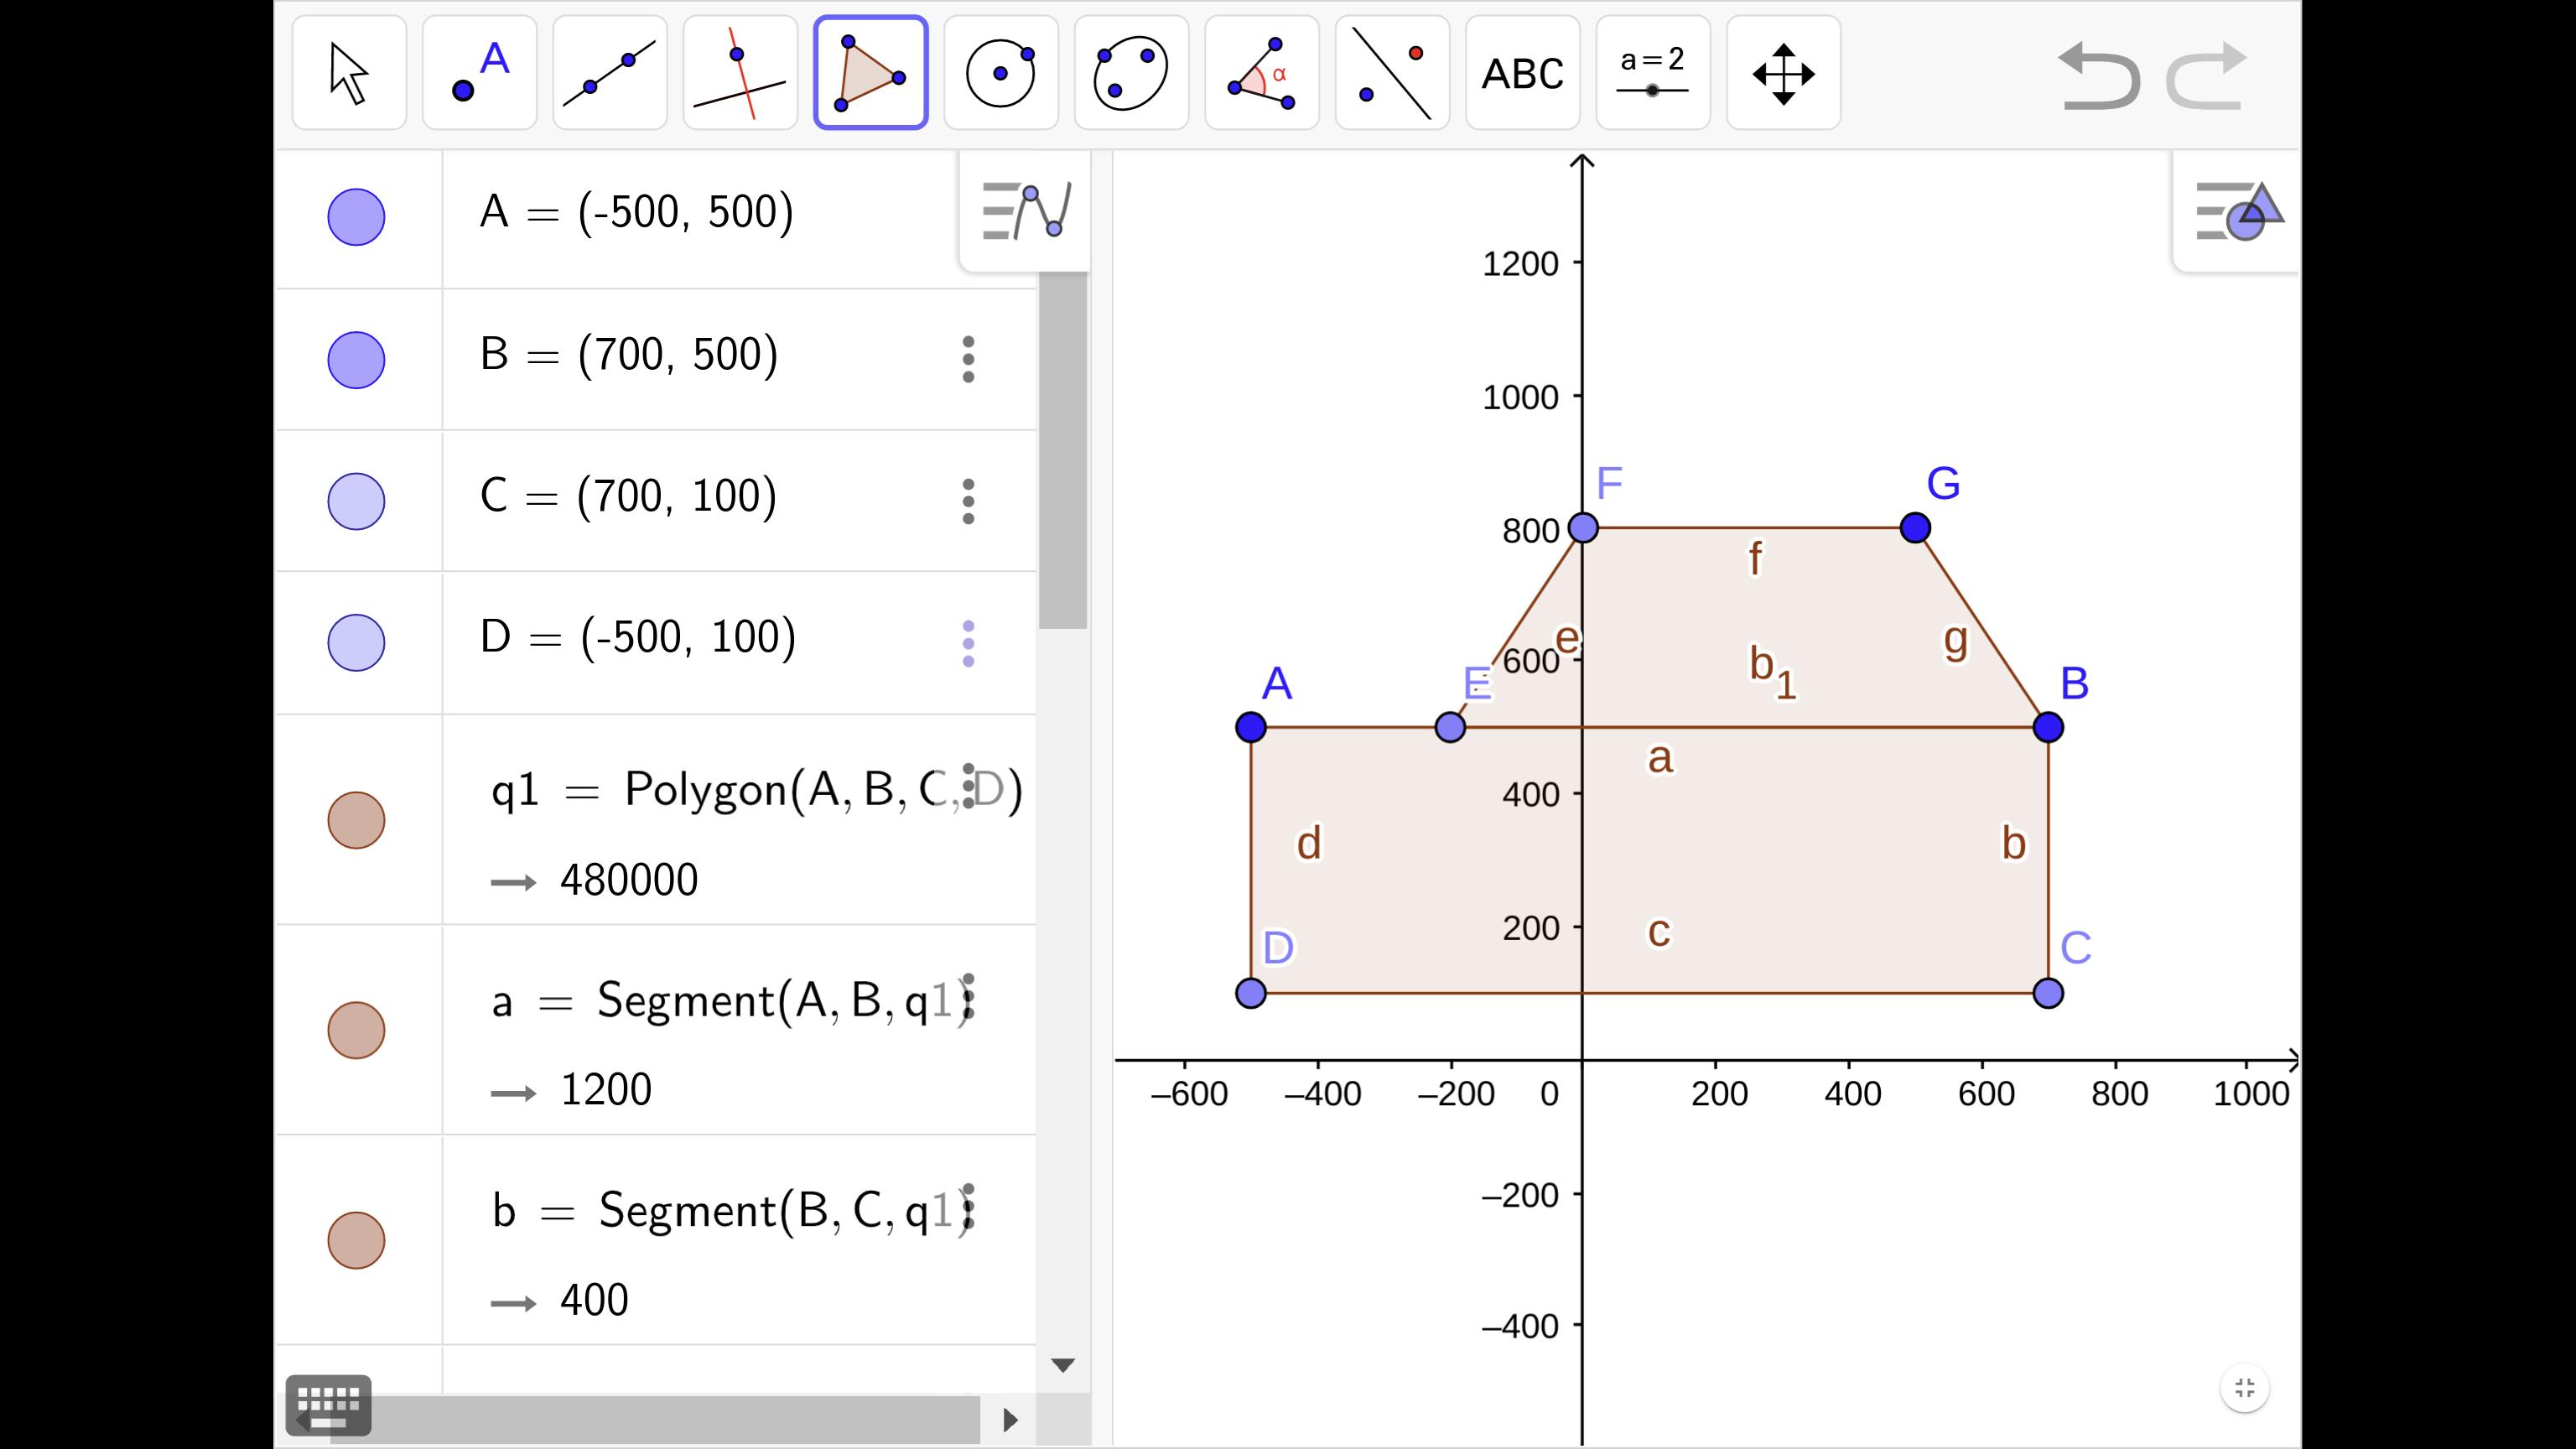 A
α
ABC
a = 2
A = (-500, 500)
B = (700, 500)
C = (700, 100)
D = (-500, 100)
q1 = Polygon(A, B, C, D)
→ 480000
a = Segment(A, B, q1)
→ 1200
b = Segment(B, C, q1)
→ 400
1200
1000
F
G
800
f
e
g
b₁
600
A
E
B
a
400
d
b
200
c
D
C
–600
–400
–200
0
200
400
600
800
1000
–200
–400